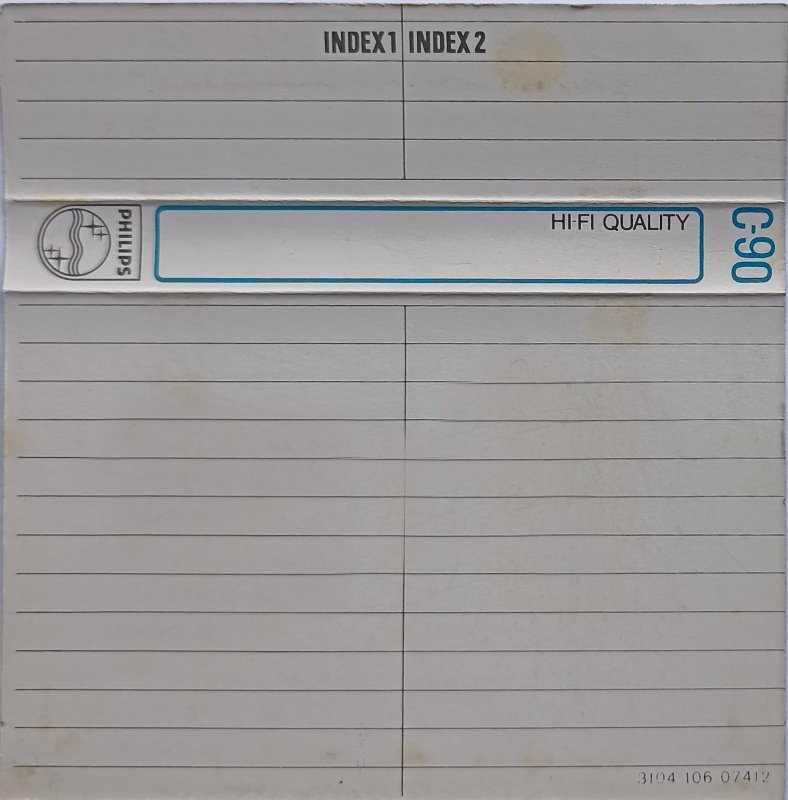 INDEX 1 INDEX 2
PHILIPS
HI-FI QUALITY
C-90
3104 106 07412